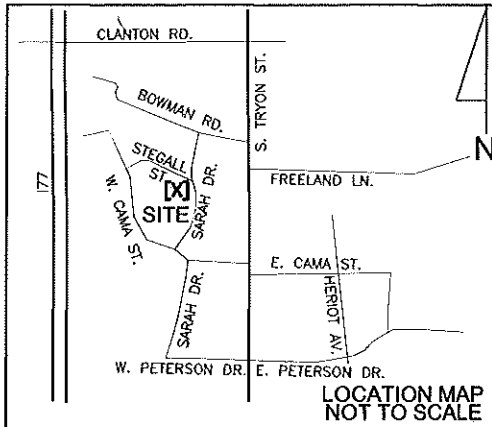 CLANTON RD.
S. TRYON ST.
BOWMAN RD.
N
STEGALL
ST.
[X]
SITE
SARAH DR.
FREELAND LN.
I77
W. CAMA ST.
E. CAMA ST.
HERIOT AV.
SARAH DR.
W. PETERSON DR.
E. PETERSON DR.
LOCATION MAP
NOT TO SCALE